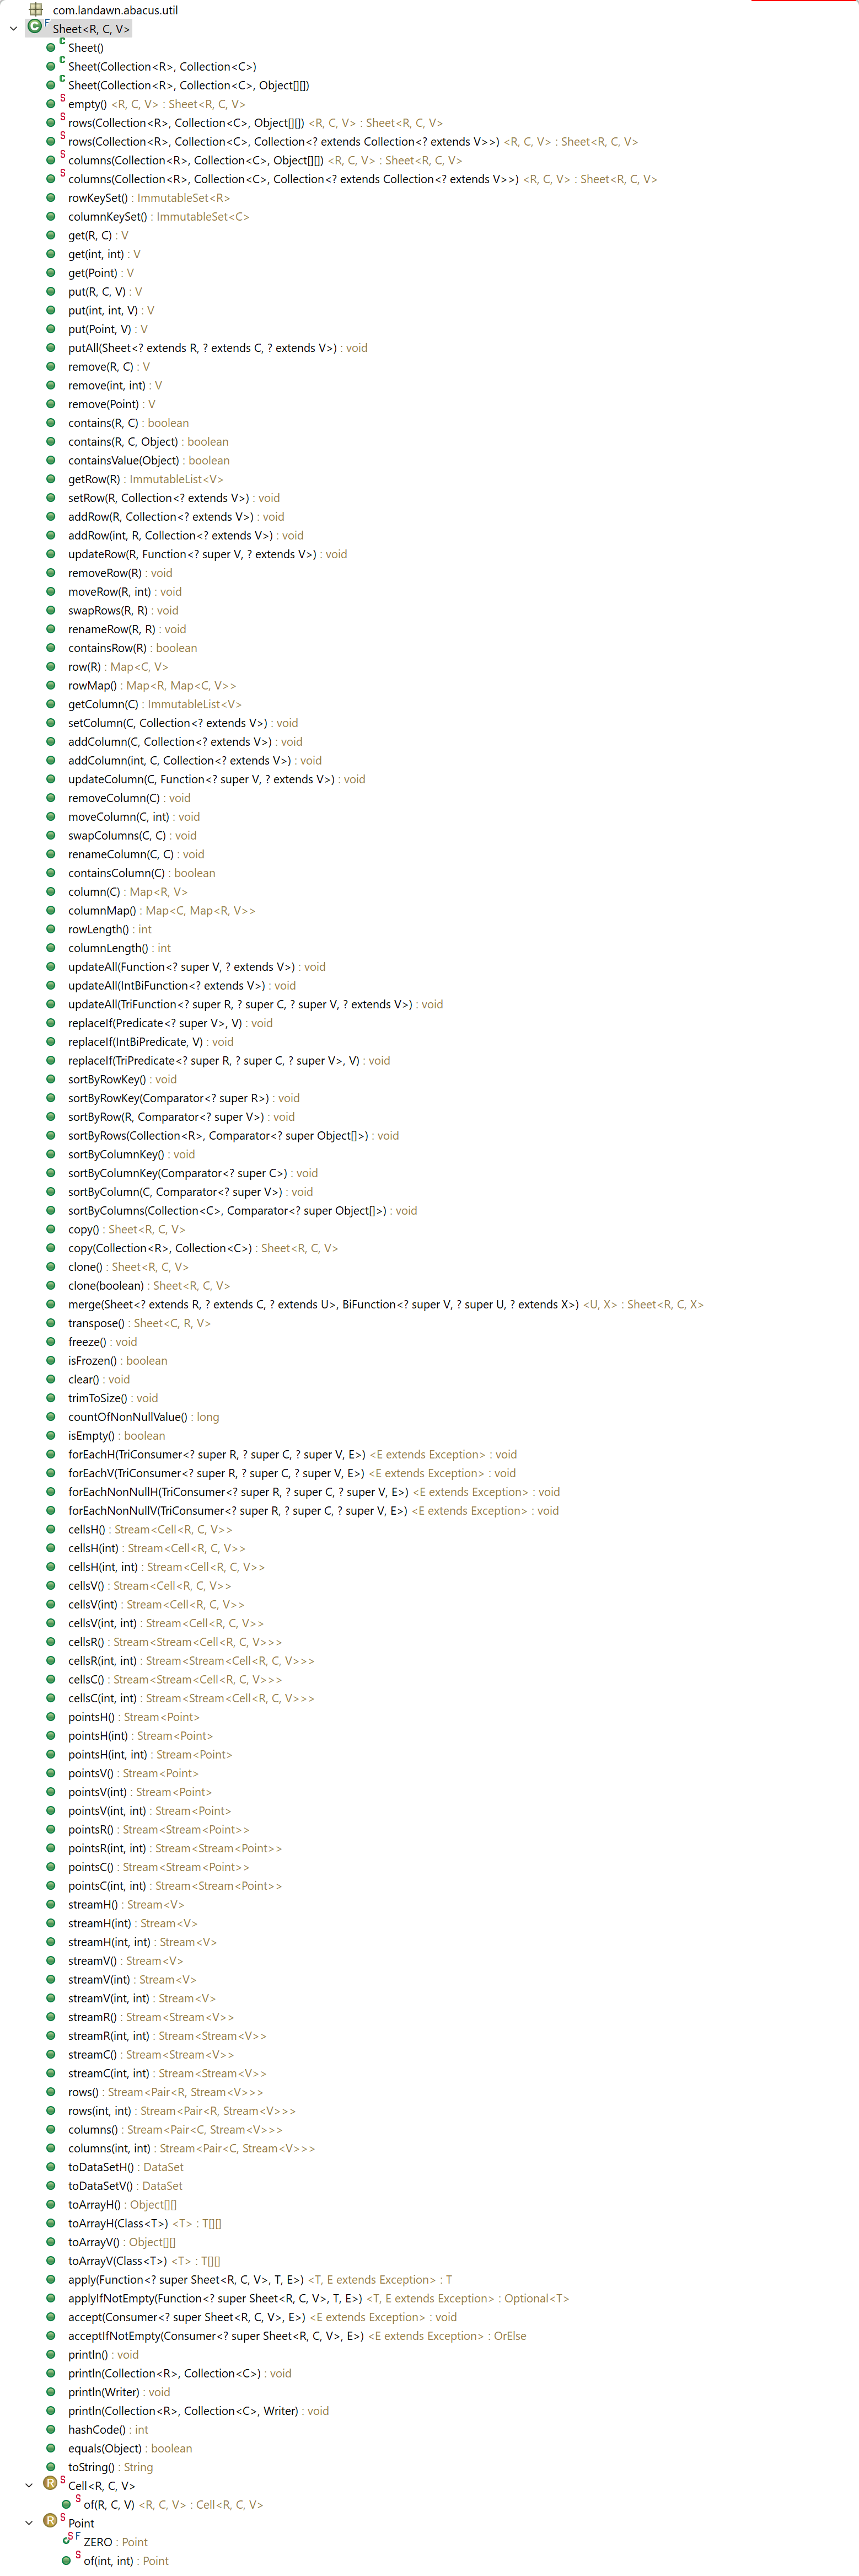 com.landawn.abacus.util
Sheet<R, C, V>
Sheet()
Sheet(Collection<R>, Collection<C>)
Sheet(Collection<R>, Collection<C>, Object[][])
empty() <R, C, V> : Sheet<R, C, V>
rows(Collection<R>, Collection<C>, Object[][]) <R, C, V> : Sheet<R, C, V>
rows(Collection<R>, Collection<C>, Collection<? extends Collection<? extends V>>) <R, C, V> : Sheet<R, C, V>
columns(Collection<R>, Collection<C>, Object[][]) <R, C, V> : Sheet<R, C, V>
columns(Collection<R>, Collection<C>, Collection<? extends Collection<? extends V>>) <R, C, V> : Sheet<R, C, V>
rowKeySet() : ImmutableSet<R>
columnKeySet() : ImmutableSet<C>
get(R, C) : V
get(int, int) : V
get(Point) : V
put(R, C, V) : V
put(int, int, V) : V
put(Point, V) : V
putAll(Sheet<? extends R, ? extends C, ? extends V>) : void
remove(R, C) : V
remove(int, int) : V
remove(Point) : V
contains(R, C) : boolean
contains(R, C, Object) : boolean
containsValue(Object) : boolean
getRow(R) : ImmutableList<V>
setRow(R, Collection<? extends V>) : void
addRow(R, Collection<? extends V>) : void
addRow(int, R, Collection<? extends V>) : void
updateRow(R, Function<? super V, ? extends V>) : void
removeRow(R) : void
moveRow(R, int) : void
swapRows(R, R) : void
renameRow(R, R) : void
containsRow(R) : boolean
row(R) : Map<C, V>
rowMap() : Map<R, Map<C, V>>
getColumn(C) : ImmutableList<V>
setColumn(C, Collection<? extends V>) : void
addColumn(C, Collection<? extends V>) : void
addColumn(int, C, Collection<? extends V>) : void
updateColumn(C, Function<? super V, ? extends V>) : void
removeColumn(C) : void
moveColumn(C, int) : void
swapColumns(C, C) : void
renameColumn(C, C) : void
containsColumn(C) : boolean
column(C) : Map<R, V>
columnMap() : Map<C, Map<R, V>>
rowLength() : int
columnLength() : int
updateAll(Function<? super V, ? extends V>) : void
updateAll(IntBiFunction<? extends V>) : void
updateAll(TriFunction<? super R, ? super C, ? super V, ? extends V>) : void
replaceIf(Predicate<? super V>, V) : void
replaceIf(IntBiPredicate, V) : void
replaceIf(TriPredicate<? super R, ? super C, ? super V>, V) : void
sortByRowKey() : void
sortByRowKey(Comparator<? super R>) : void
sortByRow(R, Comparator<? super V>) : void
sortByRows(Collection<R>, Comparator<? super Object[]>) : void
sortByColumnKey() : void
sortByColumnKey(Comparator<? super C>) : void
sortByColumn(C, Comparator<? super V>) : void
sortByColumns(Collection<C>, Comparator<? super Object[]>) : void
copy() : Sheet<R, C, V>
copy(Collection<R>, Collection<C>) : Sheet<R, C, V>
clone() : Sheet<R, C, V>
clone(boolean) : Sheet<R, C, V>
merge(Sheet<? extends R, ? extends C, ? extends U>, BiFunction<? super V, ? super U, ? extends X>) <U, X> : Sheet<R, C, X>
transpose() : Sheet<C, R, V>
freeze() : void
isFrozen() : boolean
clear() : void
trimToSize() : void
countOfNonNullValue() : long
isEmpty() : boolean
forEachH(TriConsumer<? super R, ? super C, ? super V, E>) <E extends Exception> : void
forEachV(TriConsumer<? super R, ? super C, ? super V, E>) <E extends Exception> : void
forEachNonNullH(TriConsumer<? super R, ? super C, ? super V, E>) <E extends Exception> : void
forEachNonNullV(TriConsumer<? super R, ? super C, ? super V, E>) <E extends Exception> : void
cellsH() : Stream<Cell<R, C, V>>
cellsH(int) : Stream<Cell<R, C, V>>
cellsH(int, int) : Stream<Cell<R, C, V>>
cellsV() : Stream<Cell<R, C, V>>
cellsV(int) : Stream<Cell<R, C, V>>
cellsV(int, int) : Stream<Cell<R, C, V>>
cellsR() : Stream<Stream<Cell<R, C, V>>>
cellsR(int, int) : Stream<Stream<Cell<R, C, V>>>
cellsC() : Stream<Stream<Cell<R, C, V>>>
cellsC(int, int) : Stream<Stream<Cell<R, C, V>>>
pointsH() : Stream<Point>
pointsH(int) : Stream<Point>
pointsH(int, int) : Stream<Point>
pointsV() : Stream<Point>
pointsV(int) : Stream<Point>
pointsV(int, int) : Stream<Point>
pointsR() : Stream<Stream<Point>>
pointsR(int, int) : Stream<Stream<Point>>
pointsC() : Stream<Stream<Point>>
pointsC(int, int) : Stream<Stream<Point>>
streamH() : Stream<V>
streamH(int) : Stream<V>
streamH(int, int) : Stream<V>
streamV() : Stream<V>
streamV(int) : Stream<V>
streamV(int, int) : Stream<V>
streamR() : Stream<Stream<V>>
streamR(int, int) : Stream<Stream<V>>
streamC() : Stream<Stream<V>>
streamC(int, int) : Stream<Stream<V>>
rows() : Stream<Pair<R, Stream<V>>>
rows(int, int) : Stream<Pair<R, Stream<V>>>
columns() : Stream<Pair<C, Stream<V>>>
columns(int, int) : Stream<Pair<C, Stream<V>>>
toDataSetH() : DataSet
toDataSetV() : DataSet
toArrayH() : Object[][]
toArrayH(Class<T>) <T> : T[][]
toArrayV() : Object[][]
toArrayV(Class<T>) <T> : T[][]
apply(Function<? super Sheet<R, C, V>, T, E>) <T, E extends Exception> : T
applyIfNotEmpty(Function<? super Sheet<R, C, V>, T, E>) <T, E extends Exception> : Optional<T>
accept(Consumer<? super Sheet<R, C, V>, E>) <E extends Exception> : void
acceptIfNotEmpty(Consumer<? super Sheet<R, C, V>, E>) <E extends Exception> : OrElse
println() : void
println(Collection<R>, Collection<C>) : void
println(Writer) : void
println(Collection<R>, Collection<C>, Writer) : void
hashCode() : int
equals(Object) : boolean
toString() : String
Cell<R, C, V>
of(R, C, V) <R, C, V> : Cell<R, C, V>
Point
ZERO : Point
of(int, int) : Point